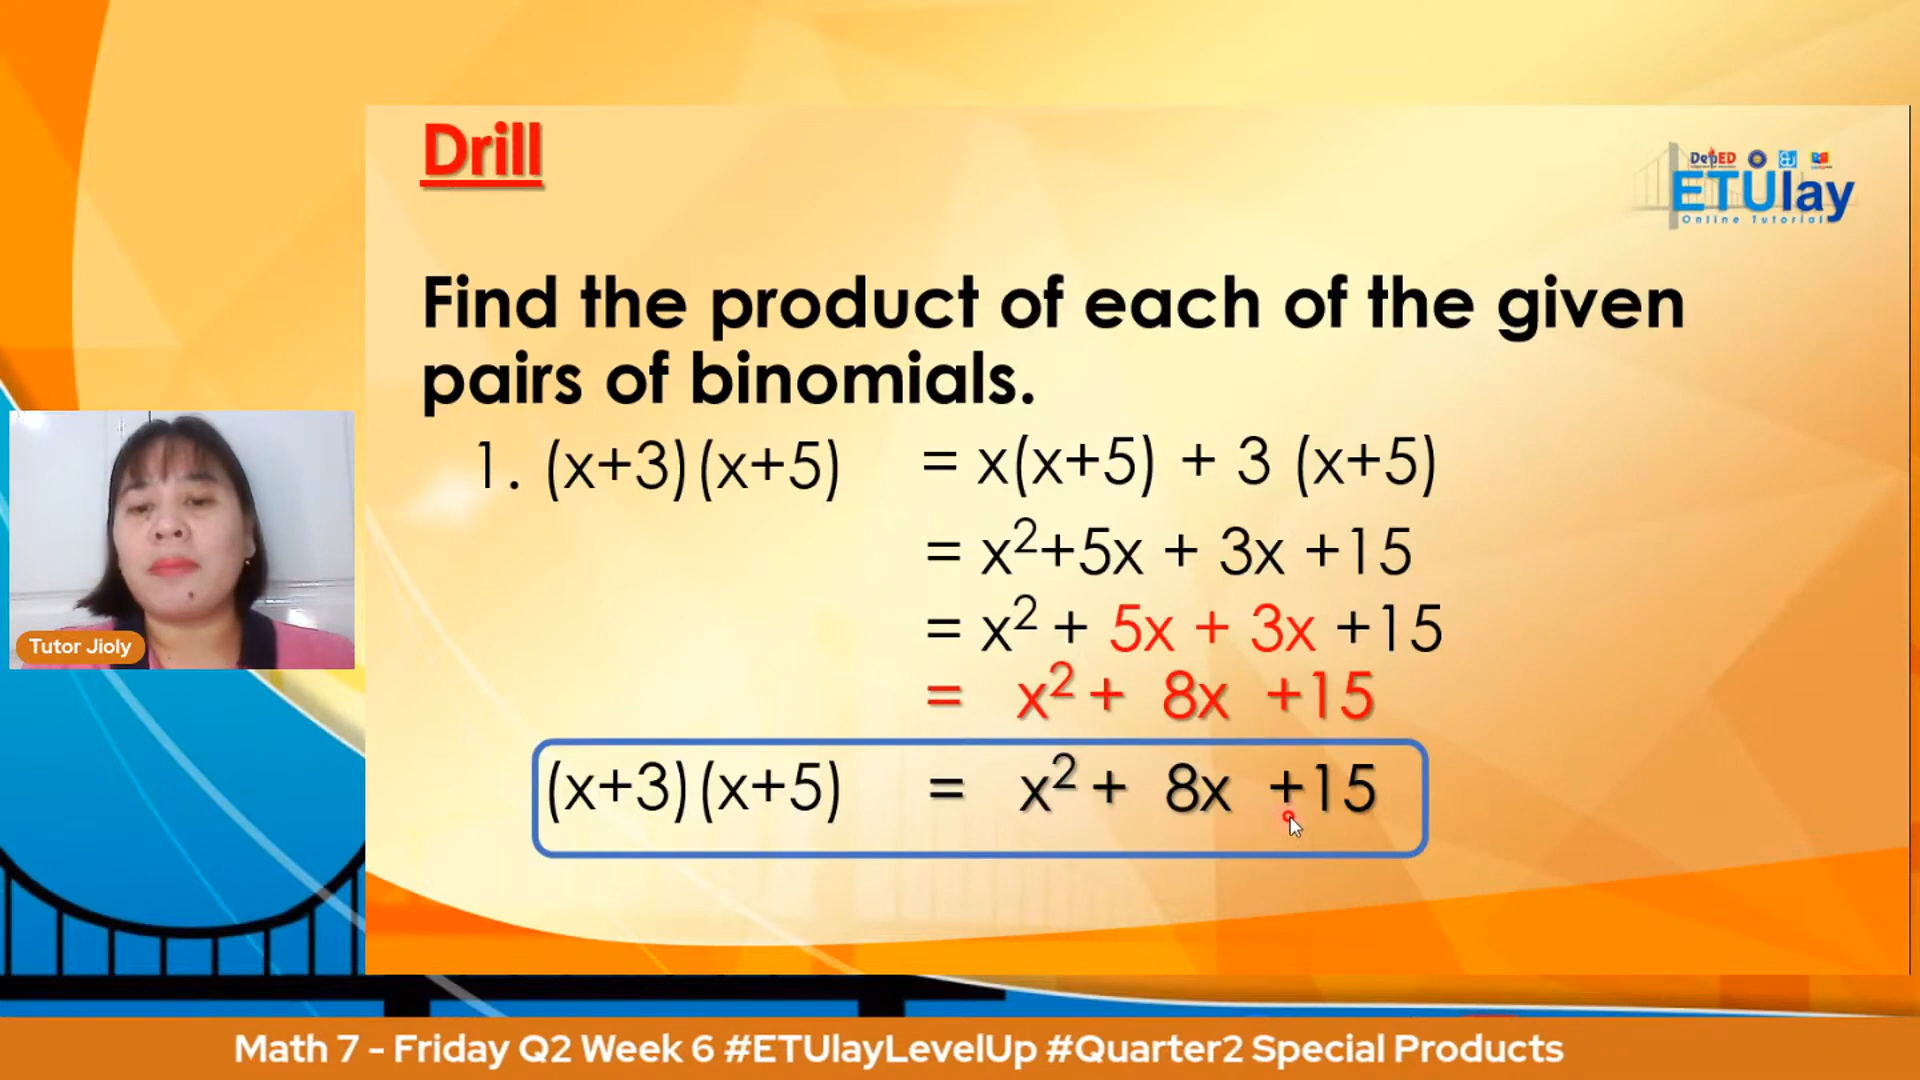 Drill
DepED
ETUlay
Online Tutorial
Find the product of each of the given
pairs of binomials.
1. (x+3)(x+5) = x(x+5) + 3 (x+5)
= x²+5x + 3x +15
= x² + 5x + 3x +15
= x² + 8x +15
(x+3)(x+5) = x² + 8x +15
Tutor Jioly
Math 7 - Friday Q2 Week 6 #ETUlayLevelUp #Quarter2 Special Products